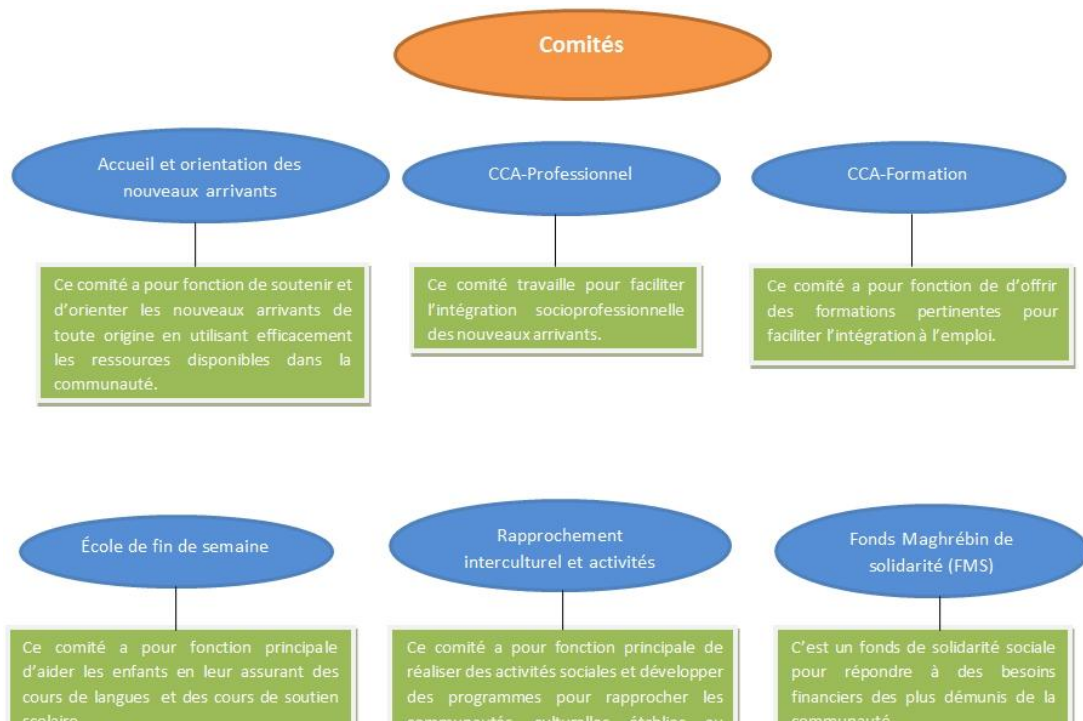 Comités
Accueil et orientation des
nouveaux arrivants
CCA-Professionnel
CCA-Formation
Ce comité a pour fonction de soutenir et
d'orienter les nouveaux arrivants de
toute origine en utilisant efficacement
les ressources disponibles dans la
communauté.
Ce comité travaille pour faciliter
l'intégration socioprofessionnelle
des nouveaux arrivants.
Ce comité a pour fonction de d'offrir
des formations pertinentes pour
faciliter l'intégration à l'emploi.
École de fin de semaine
Rapprochement
interculturel et activités
Fonds Maghrébin de
solidarité (FMS)
Ce comité a pour fonction principale
d'aider les enfants en leur assurant des
cours de langues et des cours de soutien
scolaire
Ce comité a pour fonction principale de
réaliser des activités sociales et développer
des programmes pour rapprocher les
communautés culturelles établies au
C'est un fonds de solidarité sociale
pour répondre à des besoins
financiers des plus démunis de la
communauté